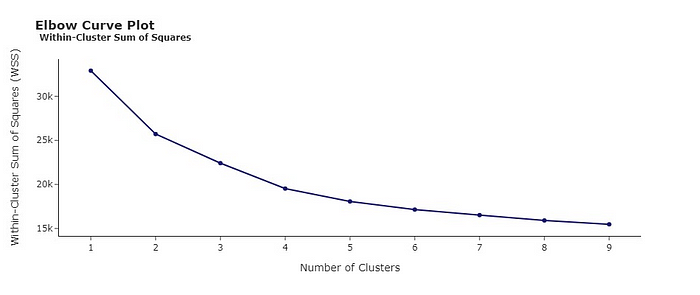 Elbow Curve Plot
Within-Cluster Sum of Squares
Within-Cluster Sum of Squares (WSS)
30k
25k
20k
15k
1 2 3 4 5 6 7 8 9
Number of Clusters